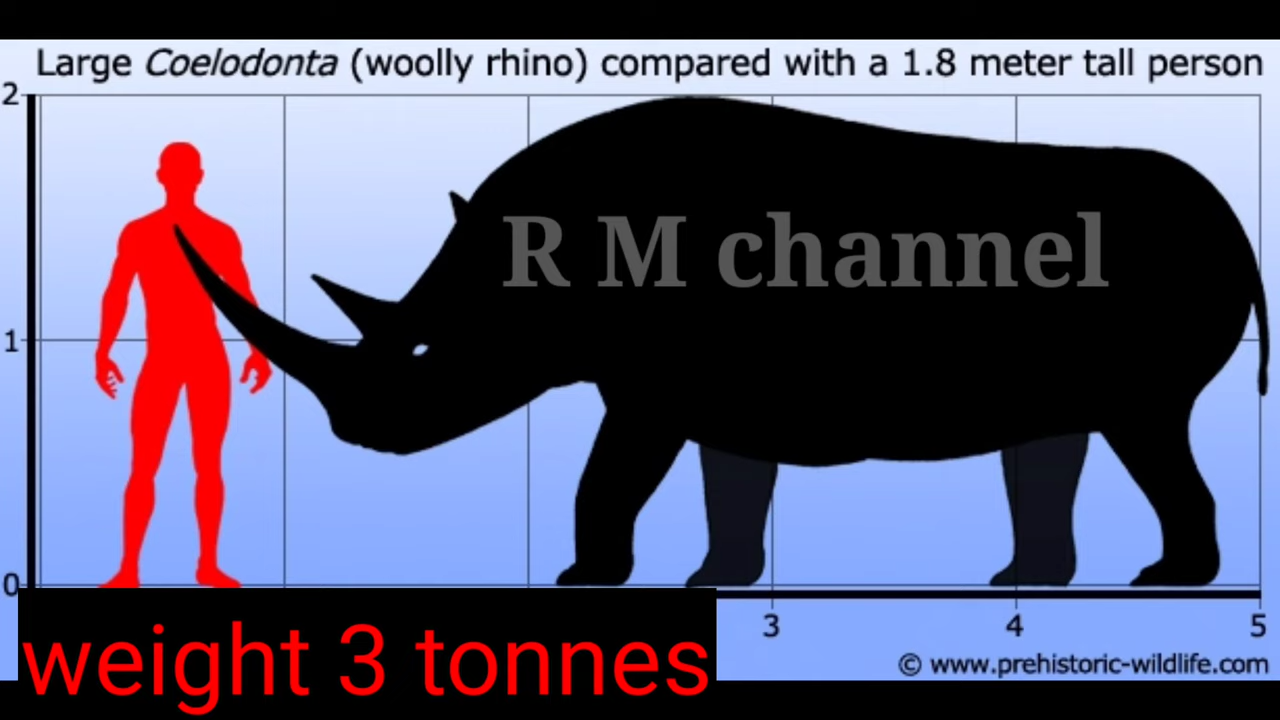 Large Coelodonta (woolly rhino) compared with a 1.8 meter tall person
2
R M channel
1
0
3 4 5
weight 3 tonnes
© www.prehistoric-wildlife.com